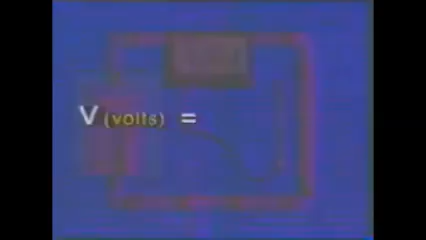 V (volts) =